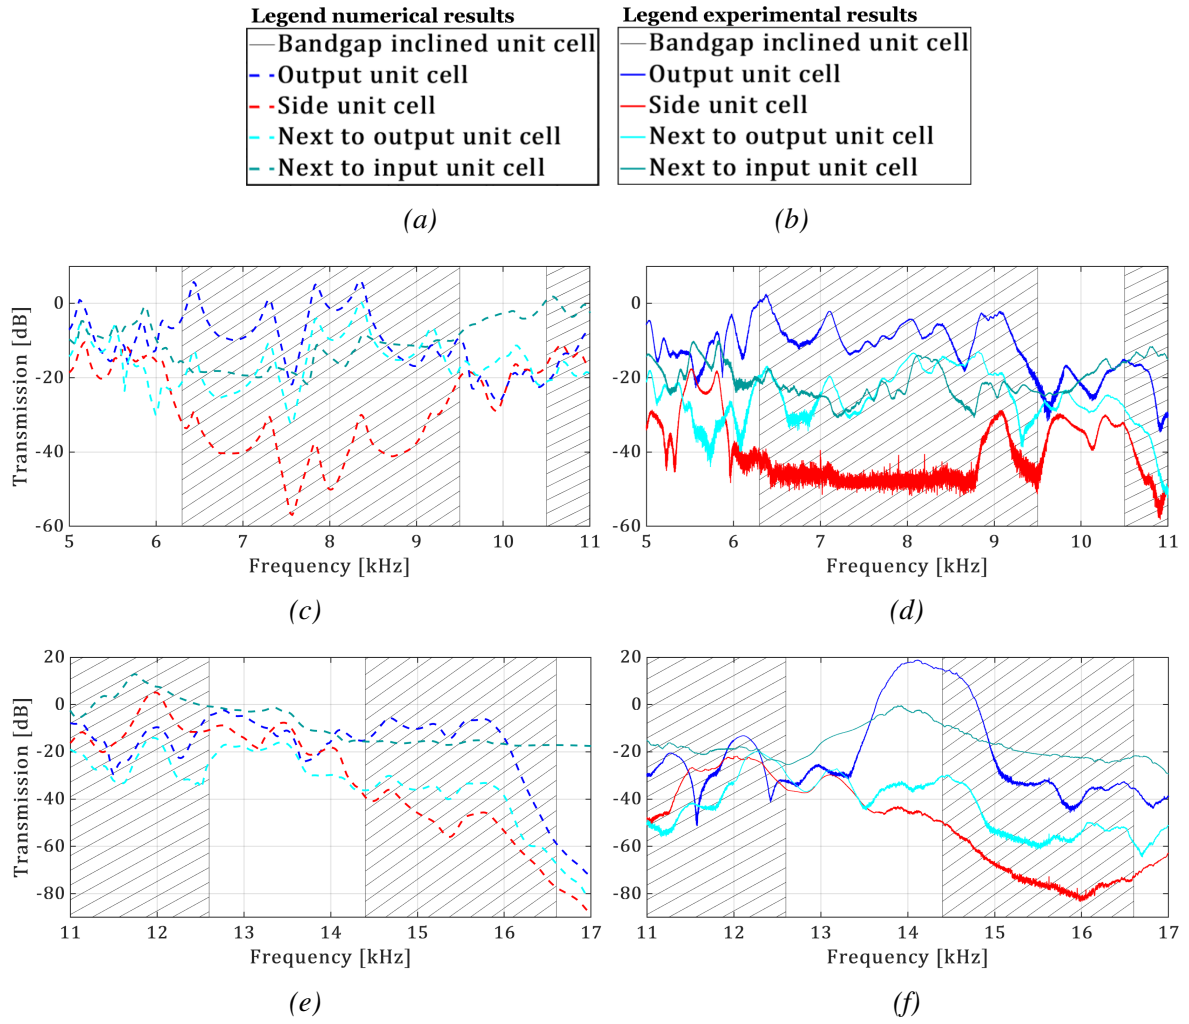 Legend numerical results
Bandgap inclined unit cell
Output unit cell
Side unit cell
Next to output unit cell
Next to input unit cell
(a)
Legend experimental results
Bandgap inclined unit cell
Output unit cell
Side unit cell
Next to output unit cell
Next to input unit cell
(b)
Transmission [dB]
0
-20
-40
-60
5 6 7 8 9 10 11
Frequency [kHz]
(c)
0
-20
-40
-60
5 6 7 8 9 10 11
Frequency [kHz]
(d)
Transmission [dB]
20
0
-20
-40
-60
-80
11 12 13 14 15 16 17
Frequency [kHz]
(e)
20
0
-20
-40
-60
-80
11 12 13 14 15 16 17
Frequency [kHz]
(f)